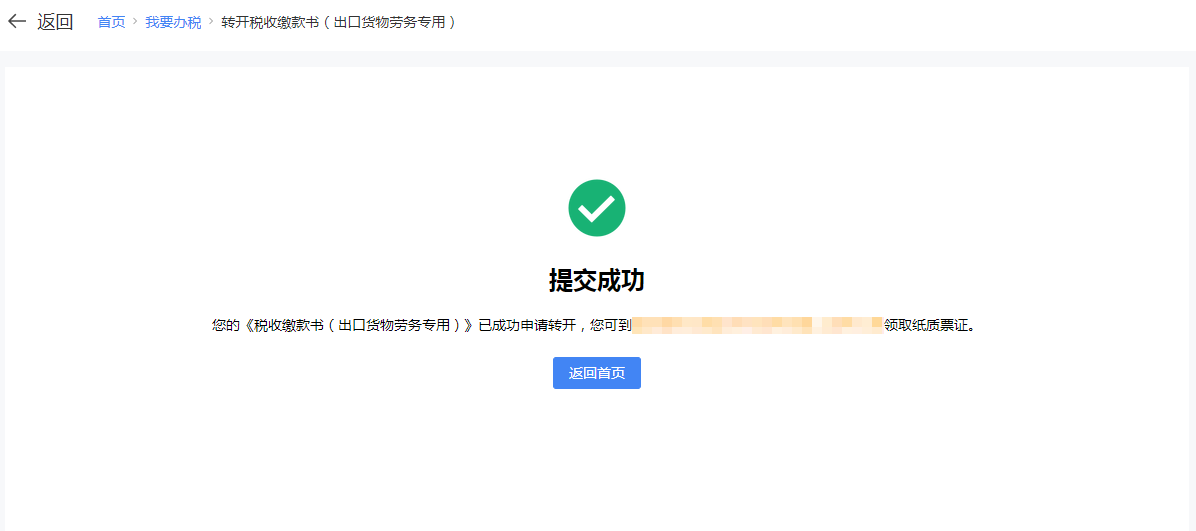 返回 首页 > 我要办税 > 转开税收缴款书（出口货物劳务专用）
提交成功
您的《税收缴款书（出口货物劳务专用）》已成功申请转开，您可到 领取纸质票证。
返回首页